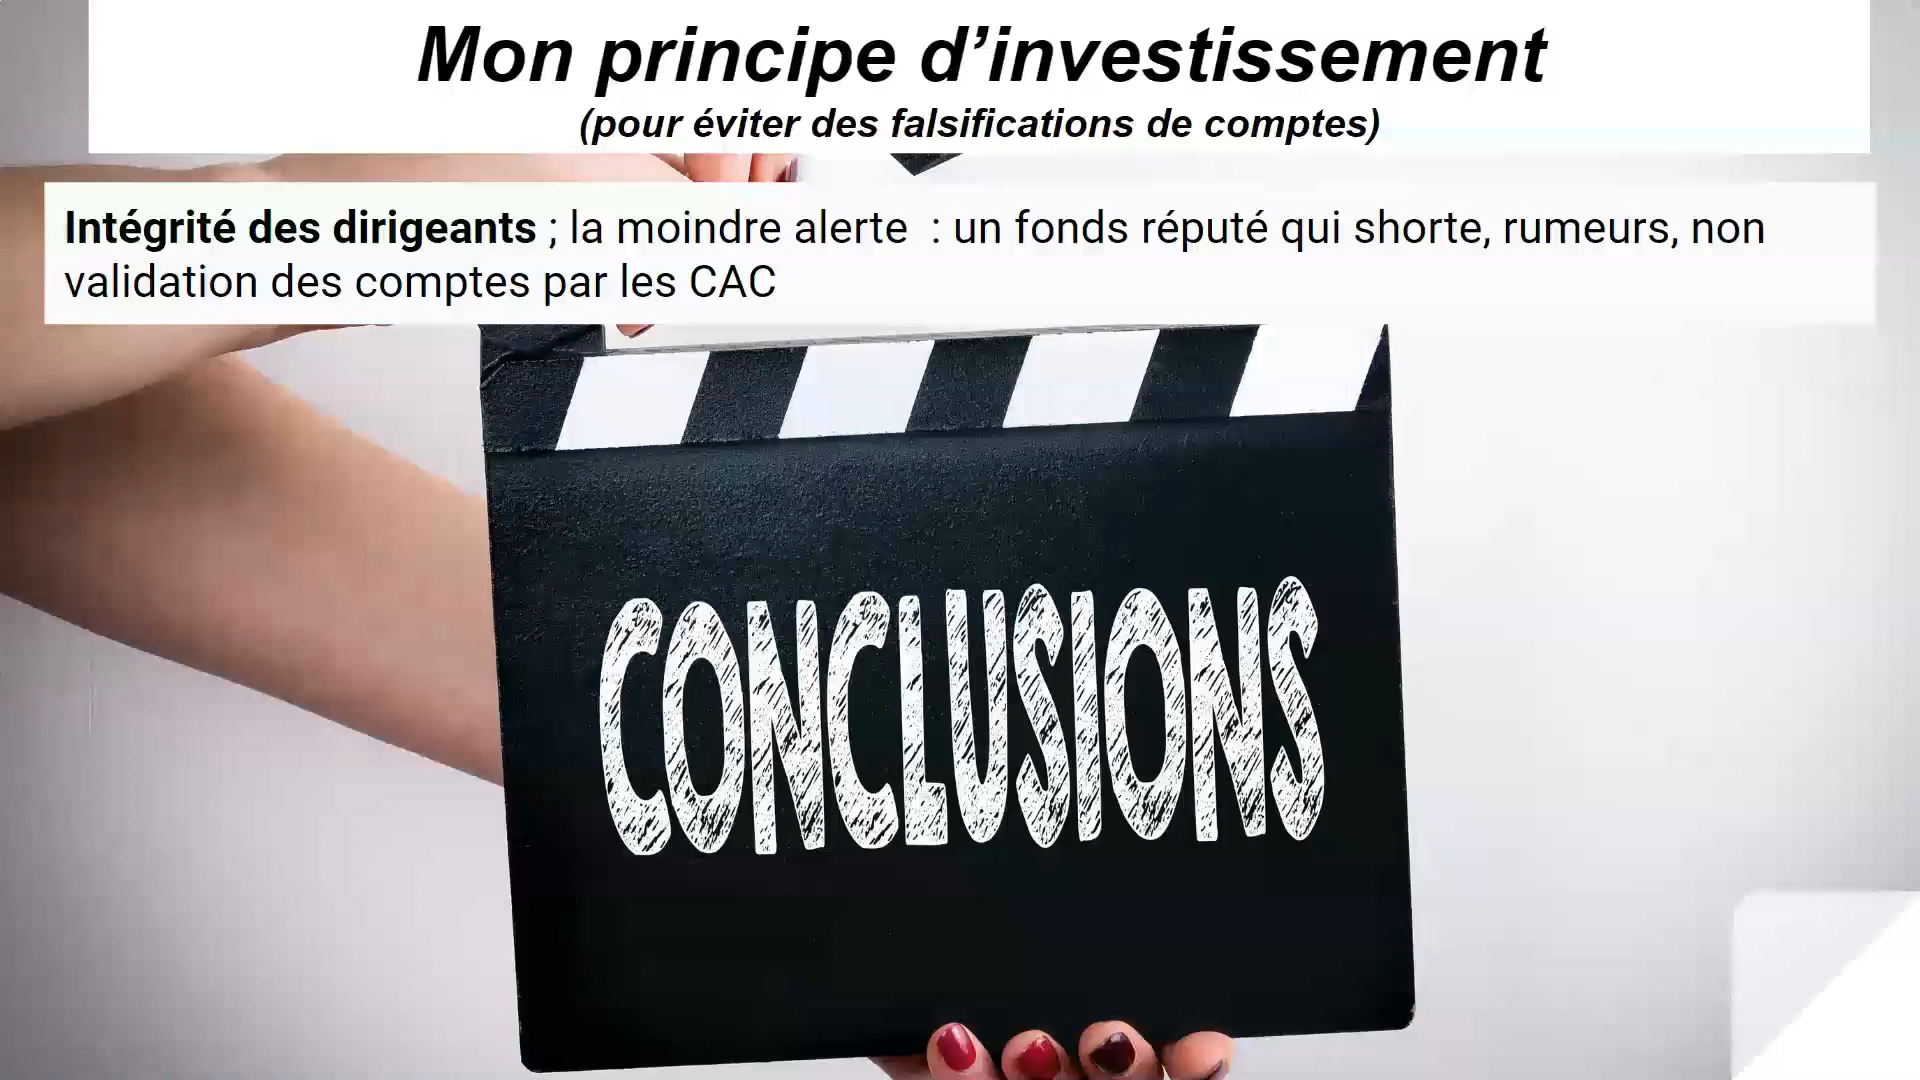 Mon principe d’investissement
(pour éviter des falsifications de comptes)
Intégrité des dirigeants ; la moindre alerte  : un fonds réputé qui shorte, rumeurs, non
validation des comptes par les CAC
CONCLUSIONS